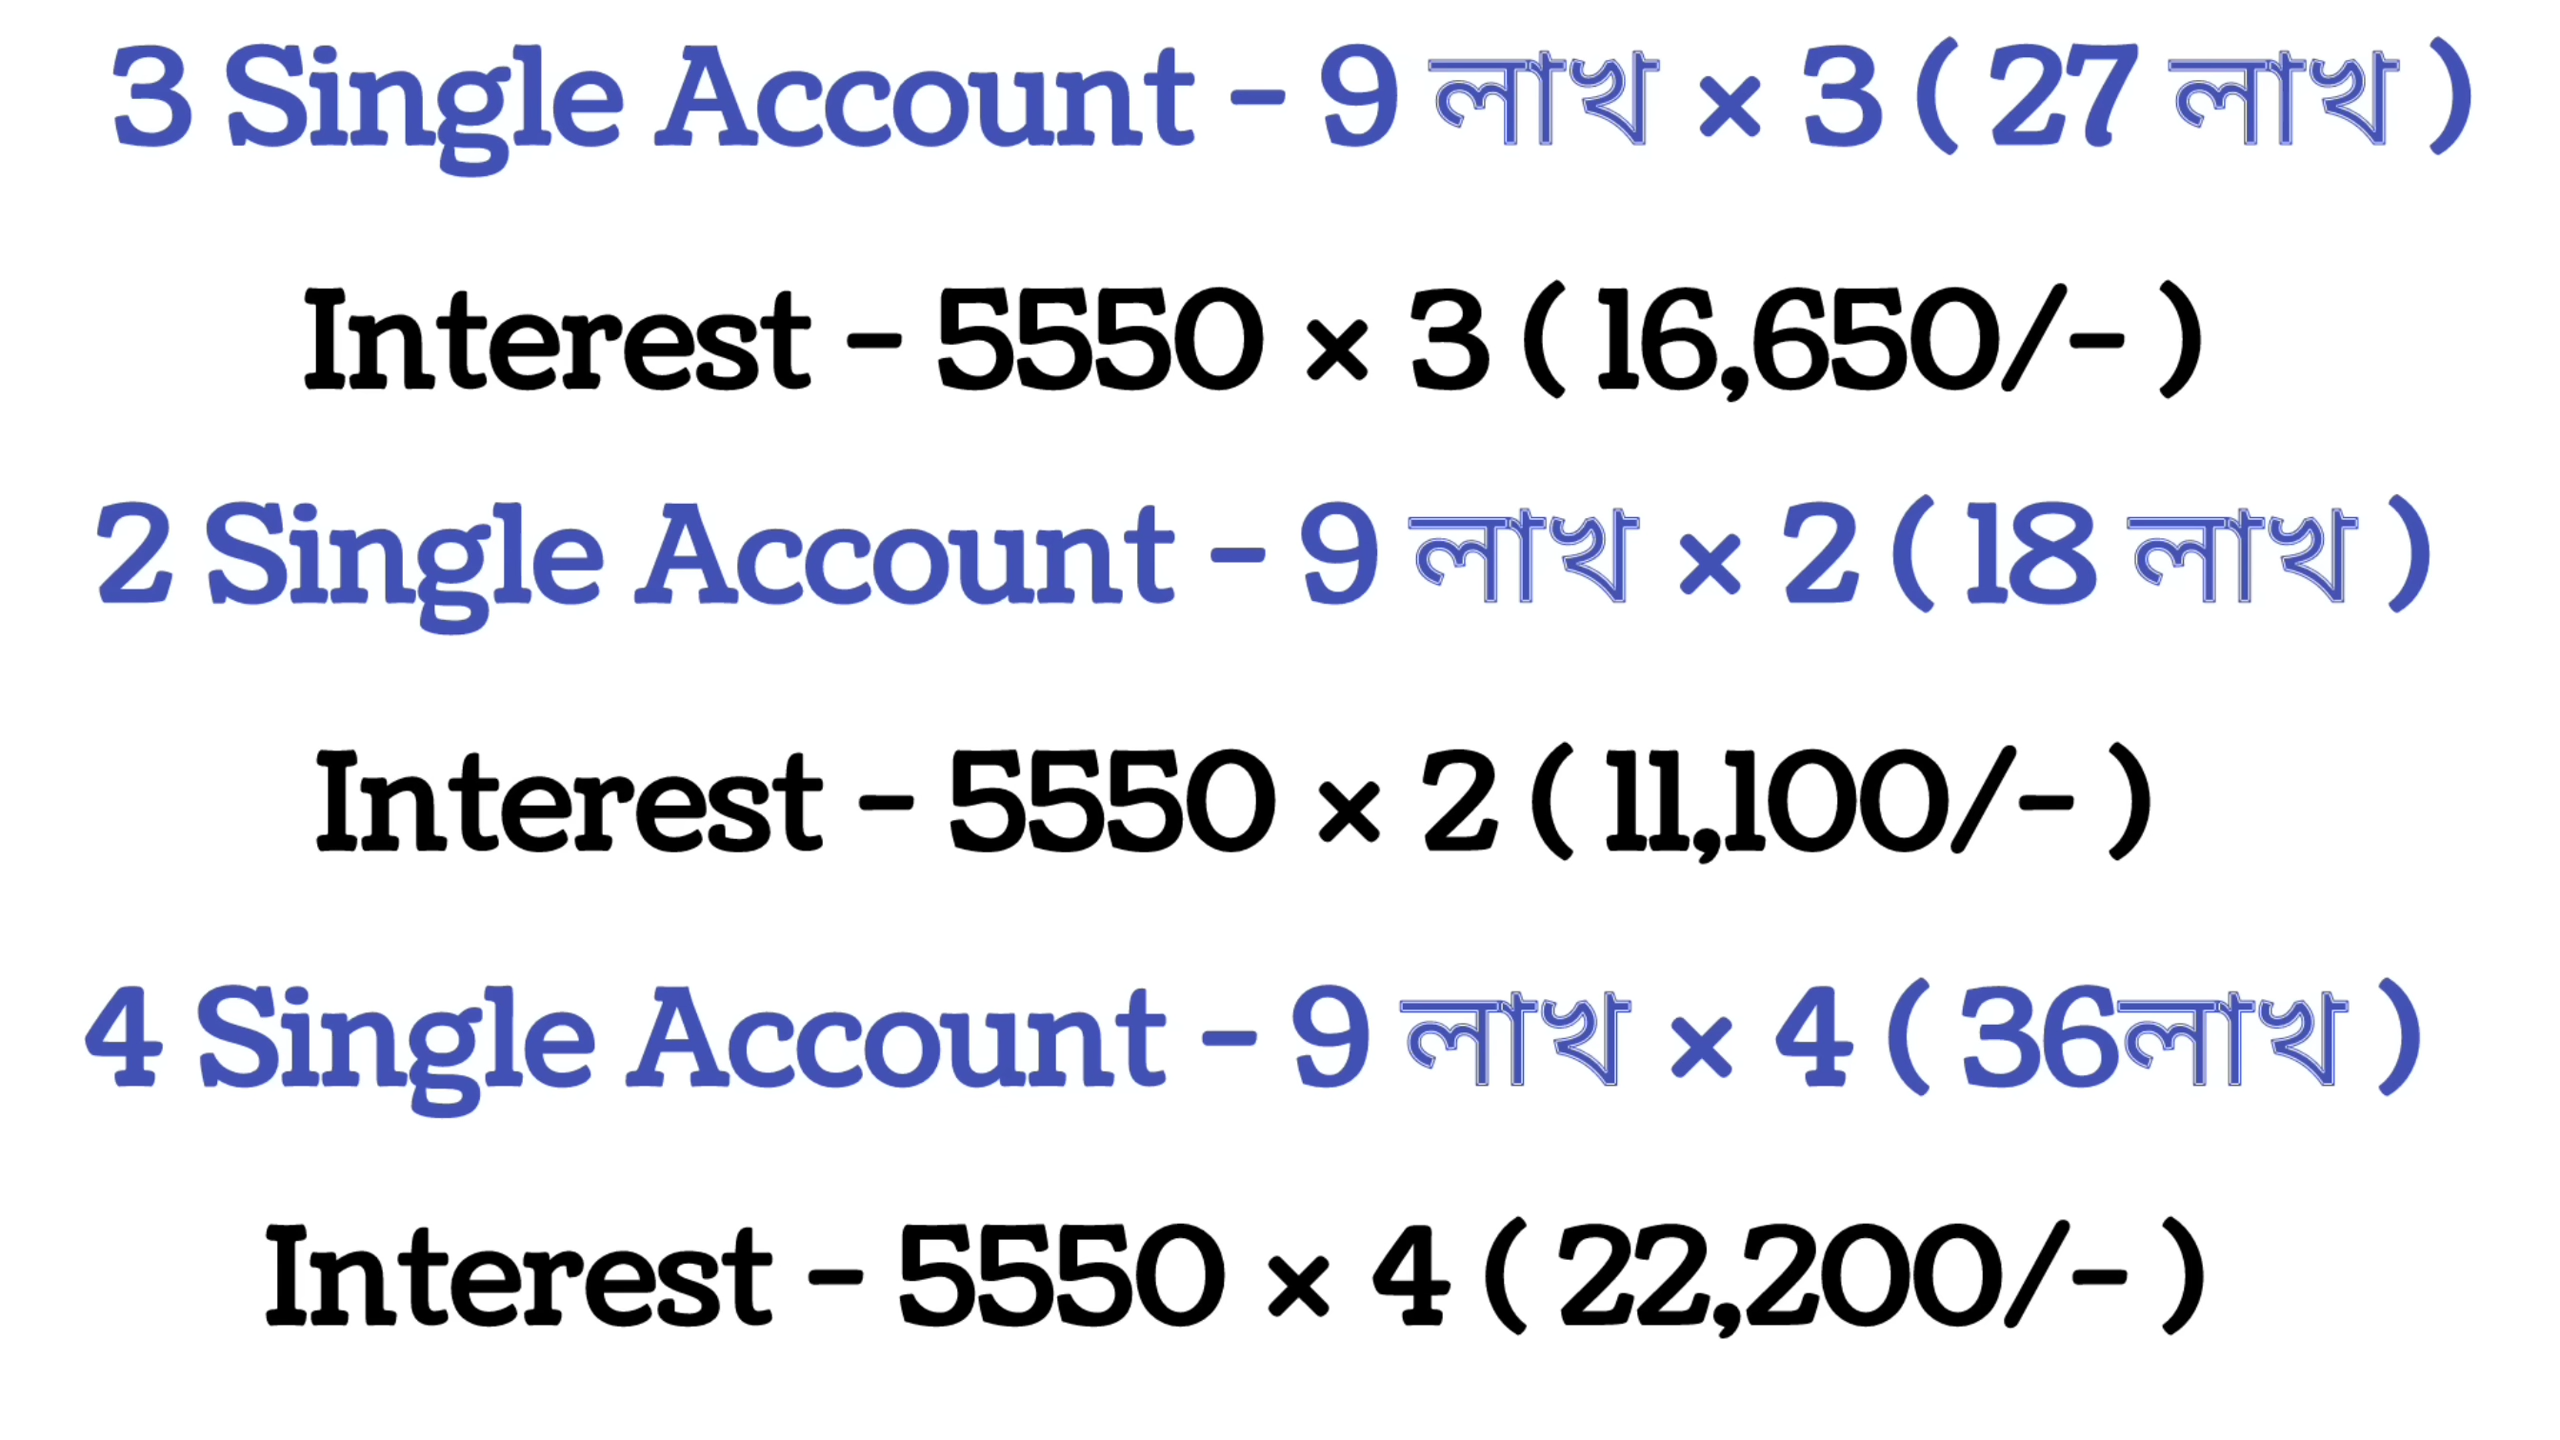 3 Single Account - 9 লাখ × 3 ( 27 লাখ )
Interest - 5550 × 3 ( 16,650/- )
2 Single Account - 9 লাখ × 2 ( 18 লাখ )
Interest - 5550 × 2 ( 11,100/- )
4 Single Account - 9 লাখ × 4 ( 36লাখ )
Interest - 5550 × 4 ( 22,200/- )